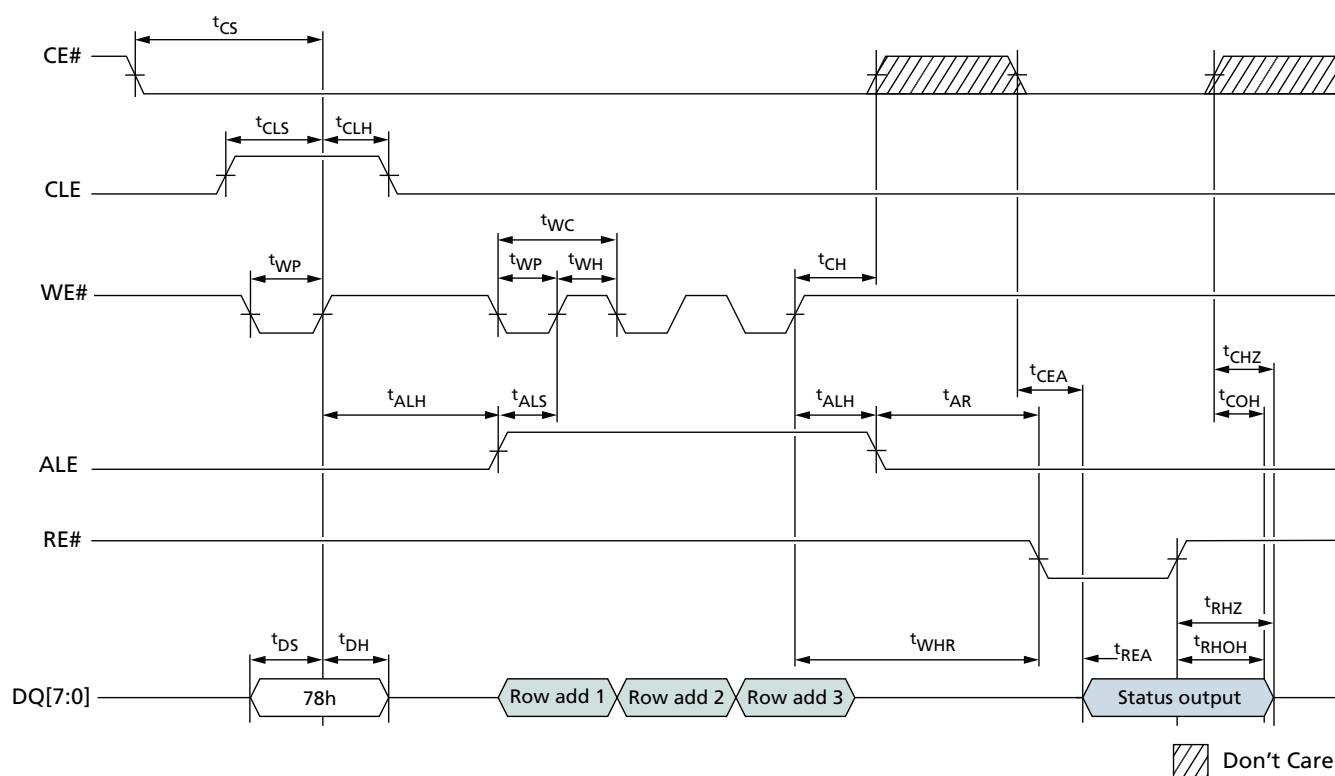 tCS
CE#
tCLS
tCLH
CLE
tWC
tWP
tWP
tWH
tCH
WE#
tCHZ
tCEA
tALH
tALS
tALH
tAR
tCOH
ALE
RE#
tRHZ
tDS
tDH
tWHR
tREA
tRHOH
DQ[7:0]
78h
Row add 1
Row add 2
Row add 3
Status output
Don't Care